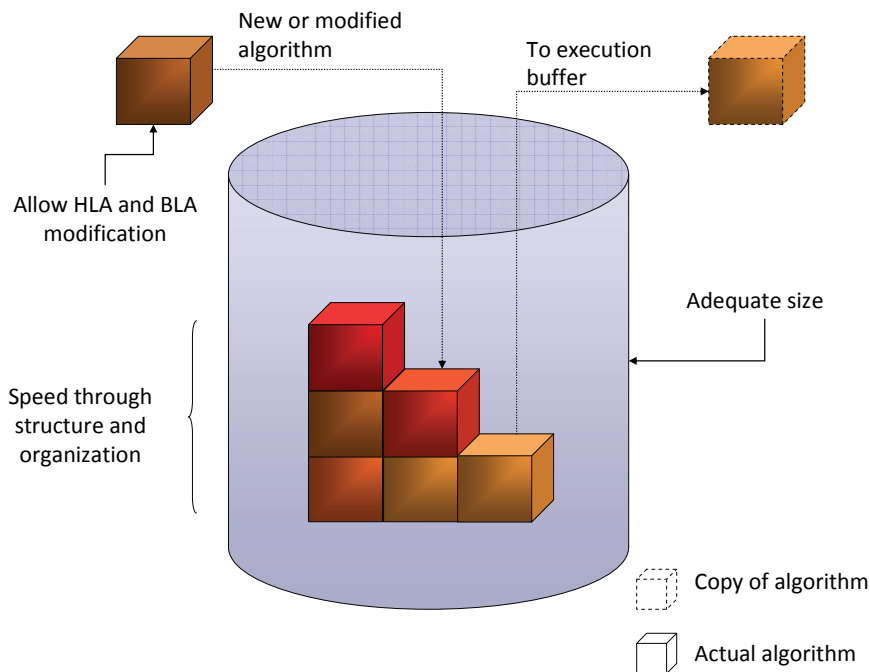 New or modified
algorithm
To execution
buffer
Allow HLA and BLA
modification
Adequate size
Speed through
structure and
organization
Copy of algorithm
Actual algorithm